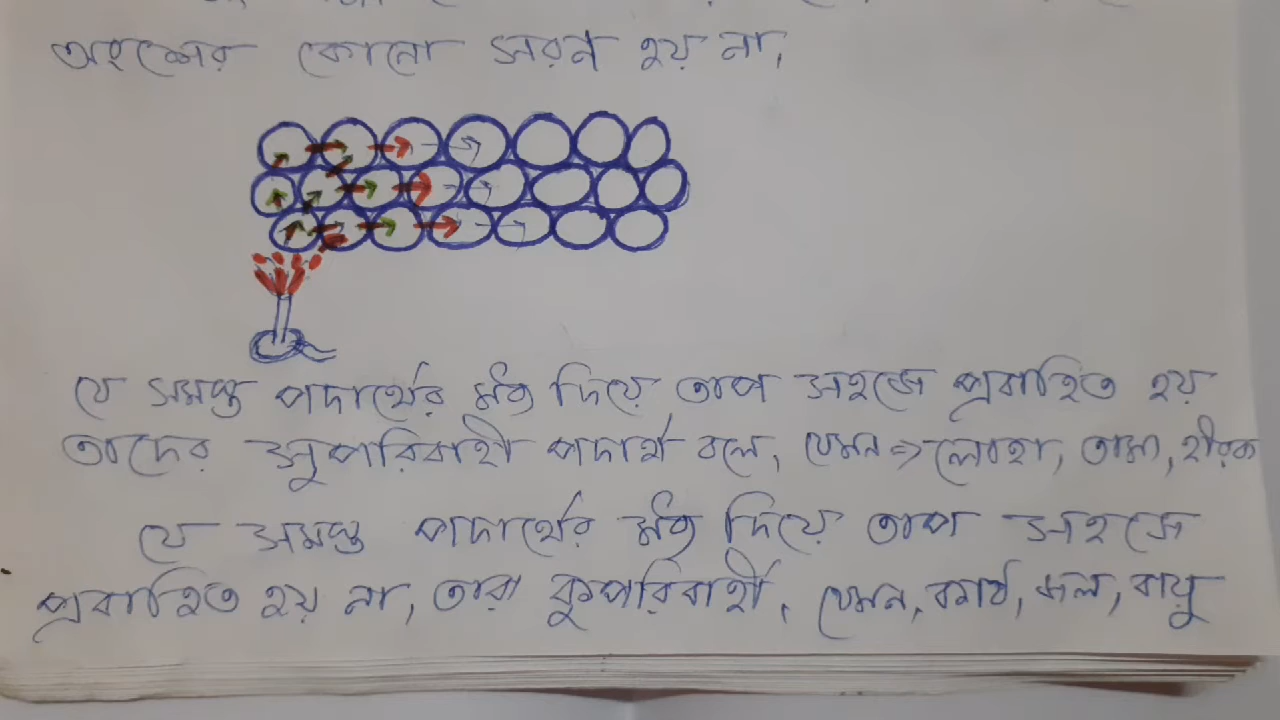 অংশের কোনো সরন হয় না,
যে সমস্ত পদার্থের মধ্য দিয়ে তাপ সহজে প্রবাহিত হয়
তাদের সুপরিবাহী পদার্থ বলে, যেমন => লোহা, তামা, হীরক
যে সমস্ত পদার্থের মধ্য দিয়ে তাপ সহজে
প্রবাহিত হয় না, তারা কুপরিবাহী, যেমন, কাঠ, জল, বায়ু